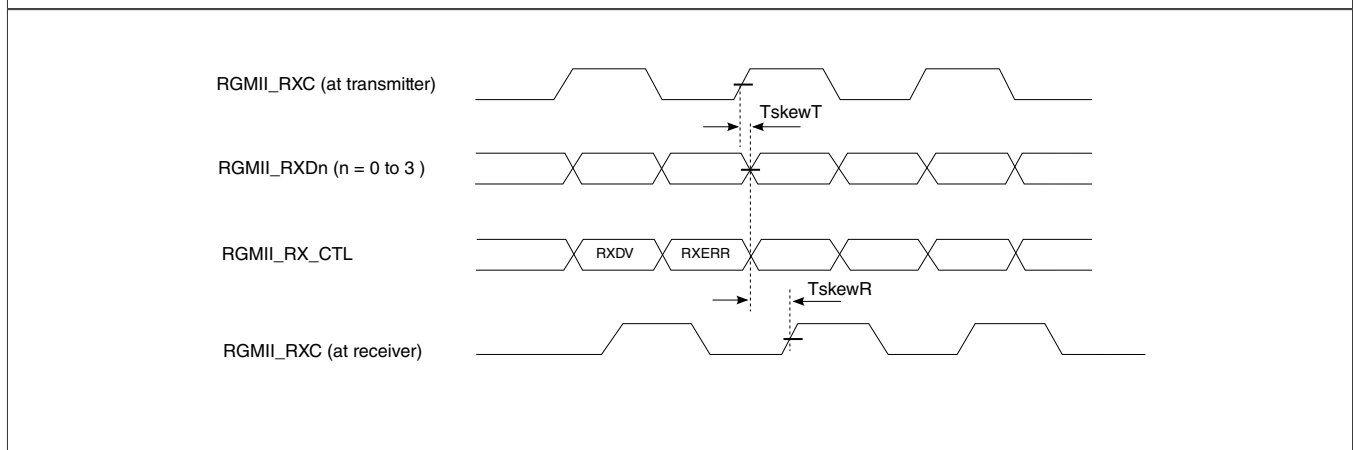 RGMII_RXC (at transmitter)
TskewT
RGMII_RXDn (n = 0 to 3 )
RGMII_RX_CTL
RXDV
RXERR
TskewR
RGMII_RXC (at receiver)